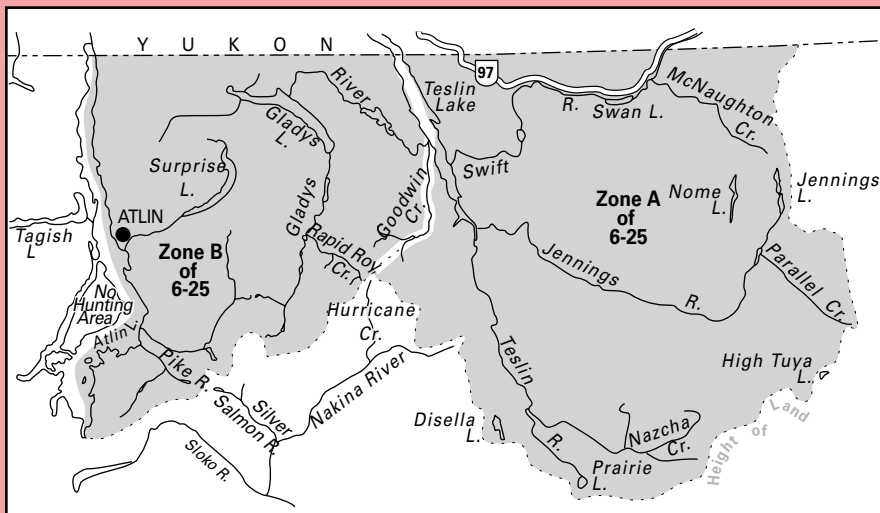 Y U K O N
97
Teslin
Lake
River
Gladys
L.
R.
Swan L.
McNaughton
Cr.
Surprise
L.
Swift
ATLIN
Gladys
Goodwin
Cr.
Zone A
of
6-25
Nome
L.
Jennings
L.
Tagish
L
Zone B
of
6-25
Rapid Roy
Cr.
Jennings
R.
Parallel Cr.
No
Hunting
Area
Atlin L.
Hurricane
Cr.
Pike R.
Teslin
R.
High Tuya
L.
Silver
Salmon R.
Nakina River
Disella
L.
Nazcha
Cr.
Height of Land
Sloko R.
Prairie
L.